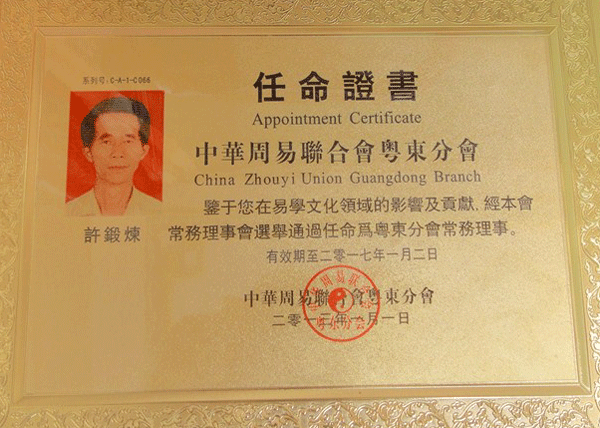 系列号:C-A-1-C066
任命證書
Appointment Certificate
中華周易聯合會粵東分會
China Zhouyi Union Guangdong Branch
鑒于您在易學文化領域的影響及貢獻,經本會
常務理事會選舉通過任命爲粵東分會常務理事。
許鍛煉
有效期至二零一七年一月二日
中華周易聯合會粵東分會
二零一三年一月一日